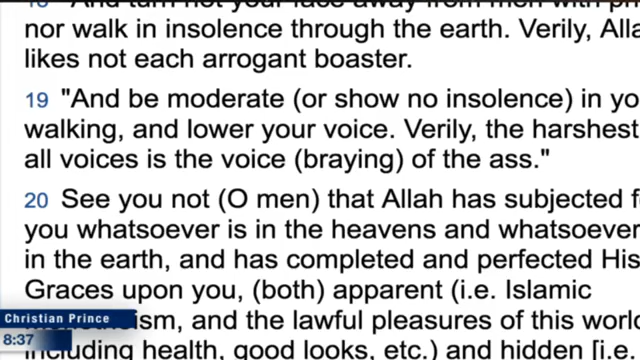 nor walk in insolence through the earth. Verily, Alla
likes not each arrogant boaster.
19 "And be moderate (or show no insolence) in yo
walking, and lower your voice. Verily, the harshest
all voices is the voice (braying) of the ass."
20 See you not (O men) that Allah has subjected f
you whatsoever is in the heavens and whatsoever
in the earth, and has completed and perfected His
Graces upon you, (both) apparent (i.e. Islamic
Christian Prince
ism, and the lawful pleasures of this world
8:37
including health, good looks, etc.) and hidden [i.e.